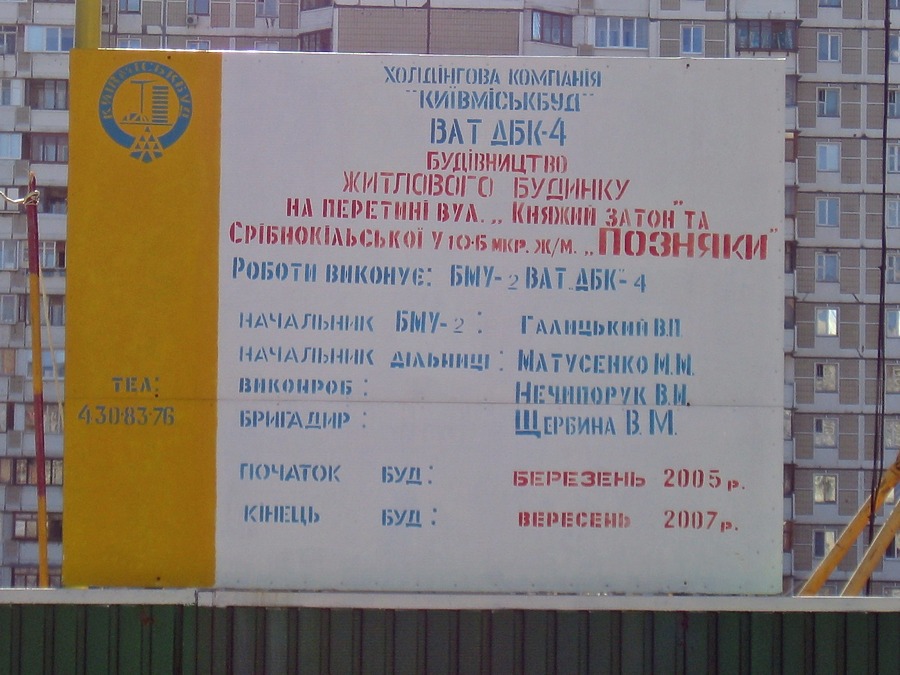 КИЇВМІСЬКБУД
ХОЛДІНГОВА КОМПАНІЯ
"КИЇВМІСЬКБУД"
ВАТ ДБК-4
БУДІВНИЦТВО
ЖИТЛОВОГО БУДИНКУ
НА ПЕРЕТИНІ ВУЛ. „ КНЯЖИЙ ЗАТОН" ТА
СРІБНОКІЛЬСЬКОЇ У 10-Б МКР. Ж/М. „ПОЗНЯКИ"
РОБОТИ ВИКОНУЄ: БМУ-2 ВАТ „ДБК"-4
НАЧАЛЬНИК БМУ-2 : ГАЛИЦЬКИЙ В.П.
НАЧАЛЬНИК ДІЛЬНИЦІ : МАТУСЕНКО М.М.
ВИКОНРОБ : НЕЧИПОРУК В.И.
БРИГАДИР : ЩЕРБИНА В.М.
ТЕЛ:
430-83-76
ПОЧАТОК БУД : БЕРЕЗЕНЬ 2005 р.
КІНЕЦЬ БУД : ВЕРЕСЕНЬ 2007 р.